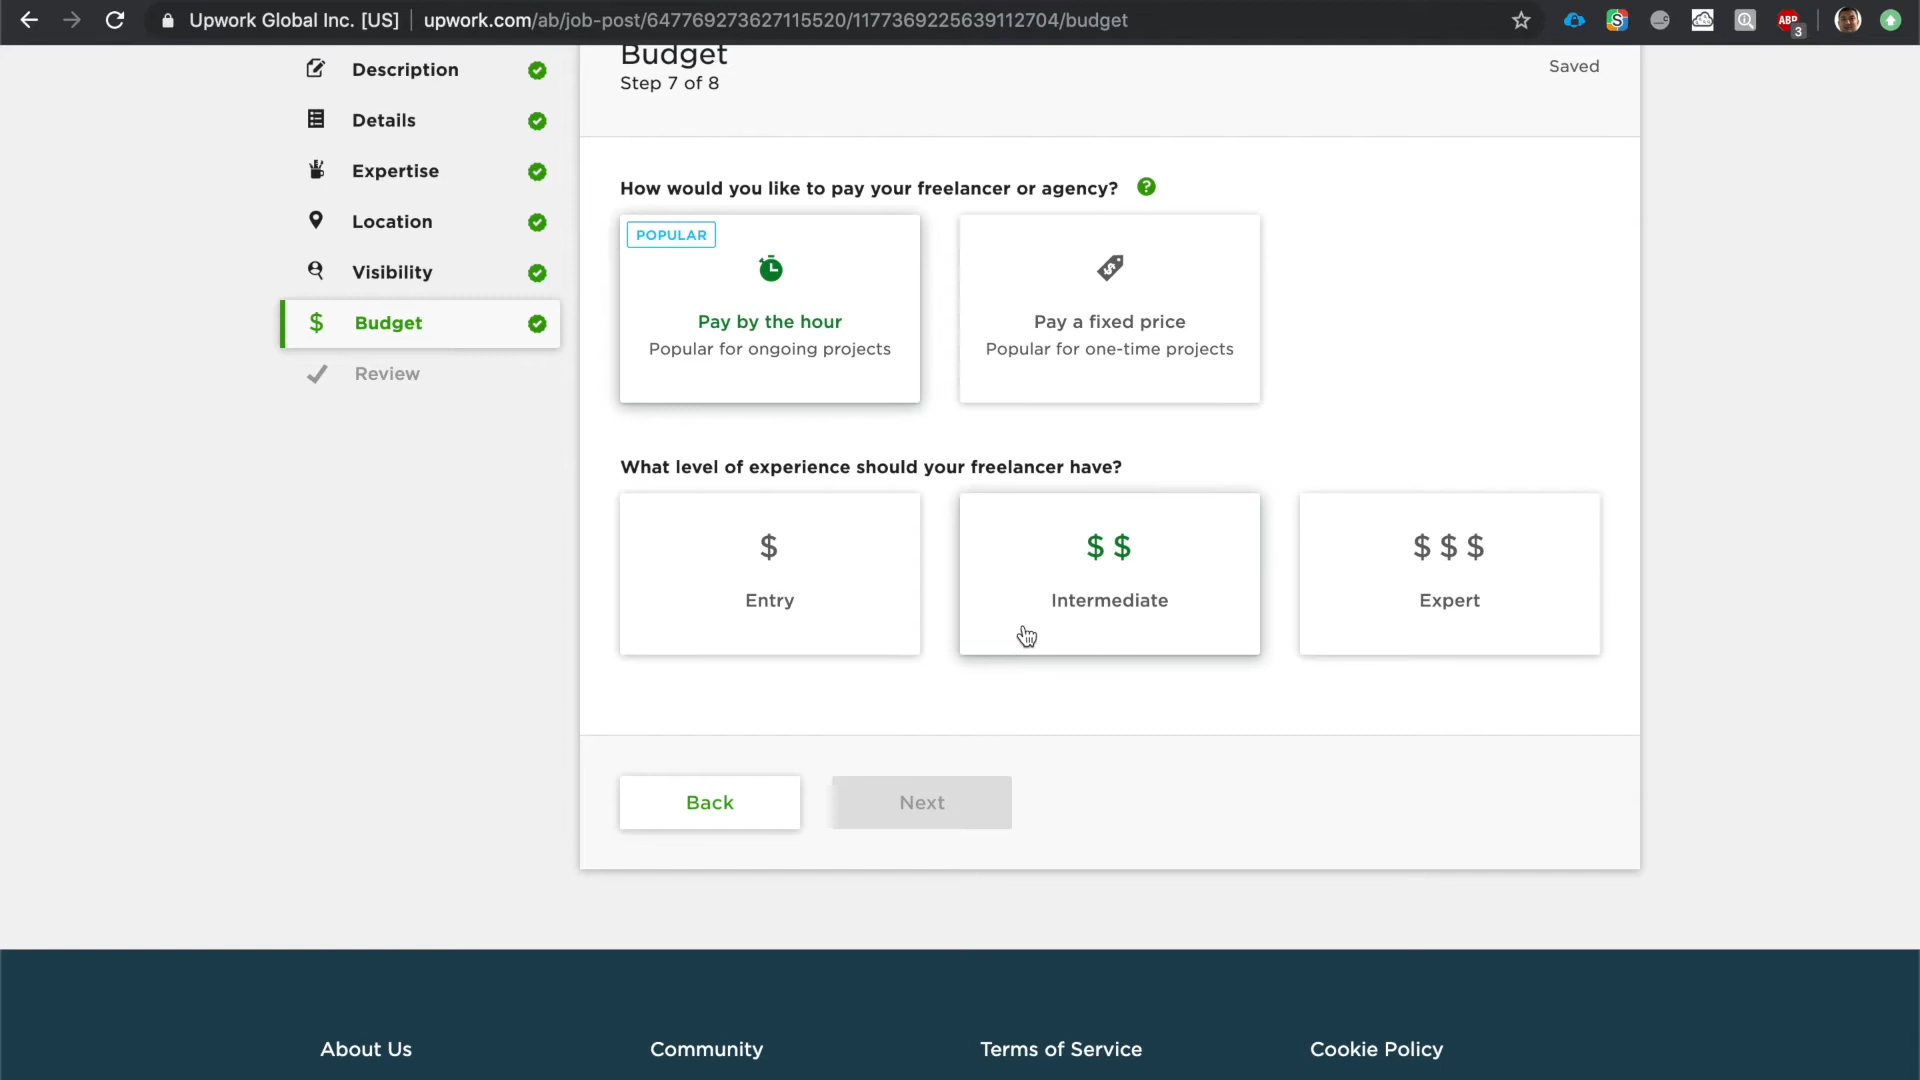 Upwork Global Inc. [US] | upwork.com/ab/job-post/647769273627115520/1177369225639112704/budget
ABP
3
Description
Details
Expertise
Location
Visibility
$ Budget
Review
Budget
Step 7 of 8
Saved
How would you like to pay your freelancer or agency? ?
POPULAR
Pay by the hour
Popular for ongoing projects
Pay a fixed price
Popular for one-time projects
What level of experience should your freelancer have?
$
Entry
$ $
Intermediate
$ $ $
Expert
Back
Next
About Us
Community
Terms of Service
Cookie Policy